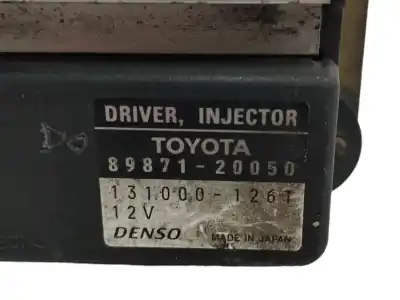 DRIVER, INJECTOR
TOYOTA
89871-20050
131000-1261
12V
DENSO MADE IN JAPAN